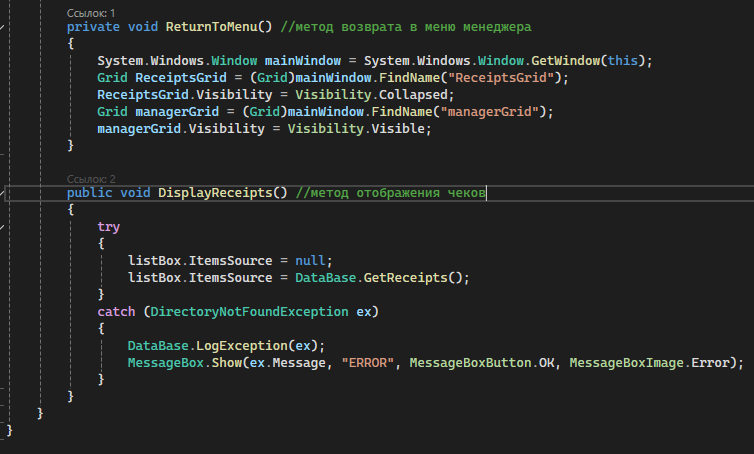 Ссылок: 1
private void ReturnToMenu() //метод возврата в меню менеджера
{
System.Windows.Window mainWindow = System.Windows.Window.GetWindow(this);
Grid ReceiptsGrid = (Grid)mainWindow.FindName("ReceiptsGrid");
ReceiptsGrid.Visibility = Visibility.Collapsed;
Grid managerGrid = (Grid)mainWindow.FindName("managerGrid");
managerGrid.Visibility = Visibility.Visible;
}
Ссылок: 2
public void DisplayReceipts() //метод отображения чеков
{
try
{
listBox.ItemsSource = null;
listBox.ItemsSource = DataBase.GetReceipts();
}
catch (DirectoryNotFoundException ex)
{
DataBase.LogException(ex);
MessageBox.Show(ex.Message, "ERROR", MessageBoxButton.OK, MessageBoxImage.Error);
}
}
}
}